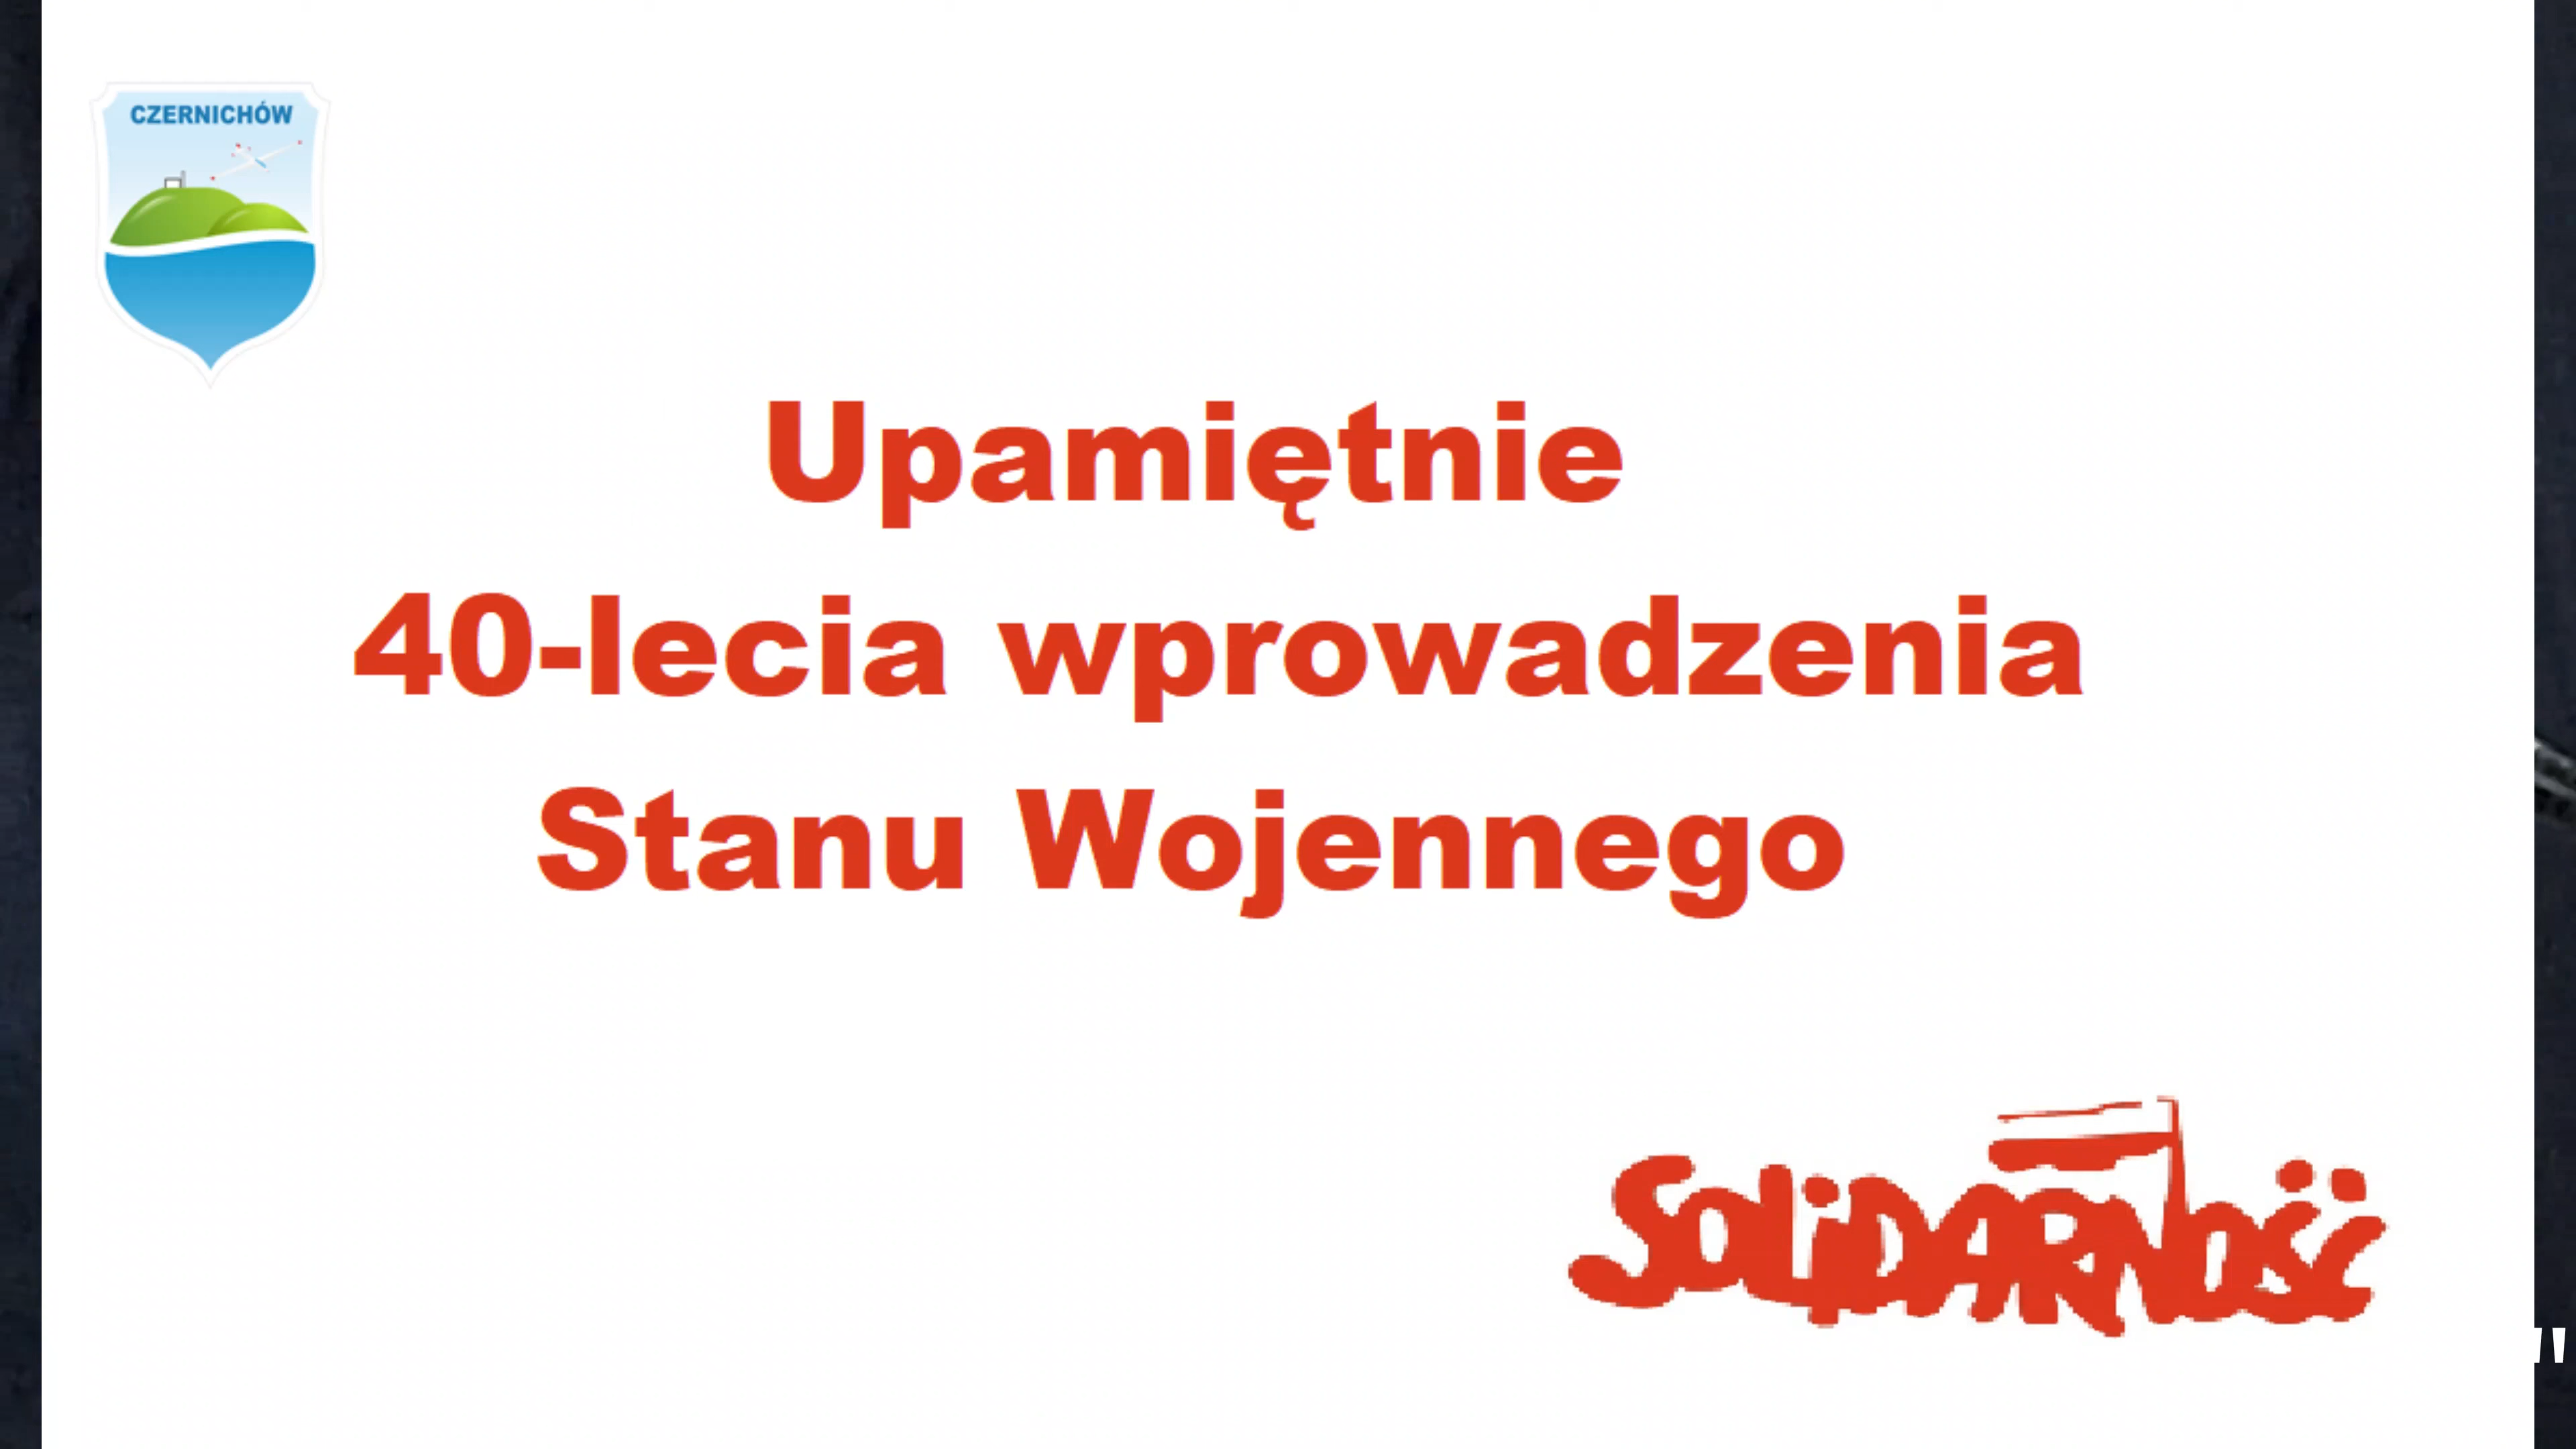 CZERNICHÓW
Upamiętnie
40-lecia wprowadzenia
Stanu Wojennego
SOLiDARNOŚĆ
"